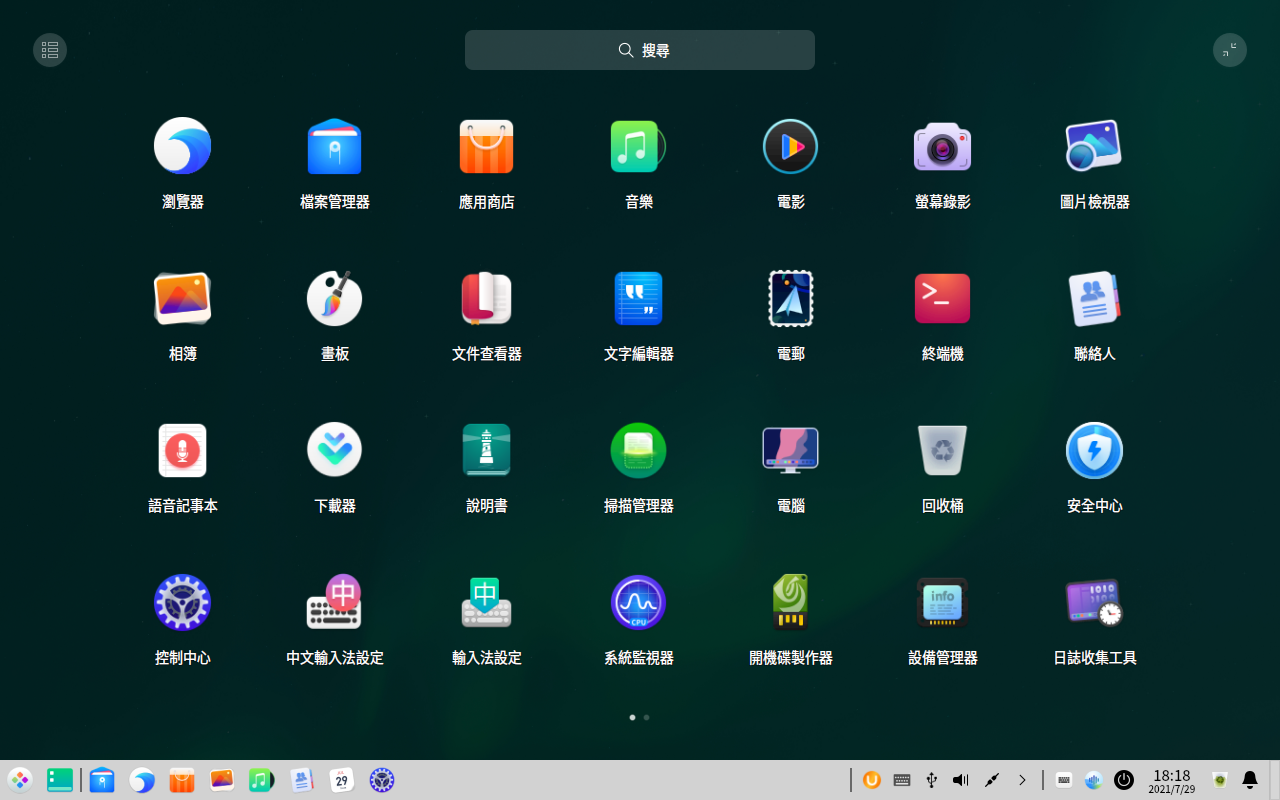 搜尋
瀏覽器
檔案管理器
應用商店
音樂
電影
螢幕錄影
圖片檢視器
相簿
畫板
文件查看器
文字編輯器
電郵
終端機
聯絡人
語音記事本
下載器
說明書
掃描管理器
電腦
回收桶
安全中心
中
中
CPU
info
1010
控制中心
中文輸入法設定
輸入法設定
系統監視器
開機碟製作器
設備管理器
日誌收集工具
29
18:18
2021/7/29